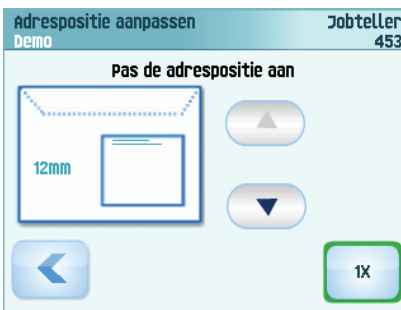 Adrespositie aanpassen Jobteller
Demo 453
Pas de adrespositie aan
12mm
1X